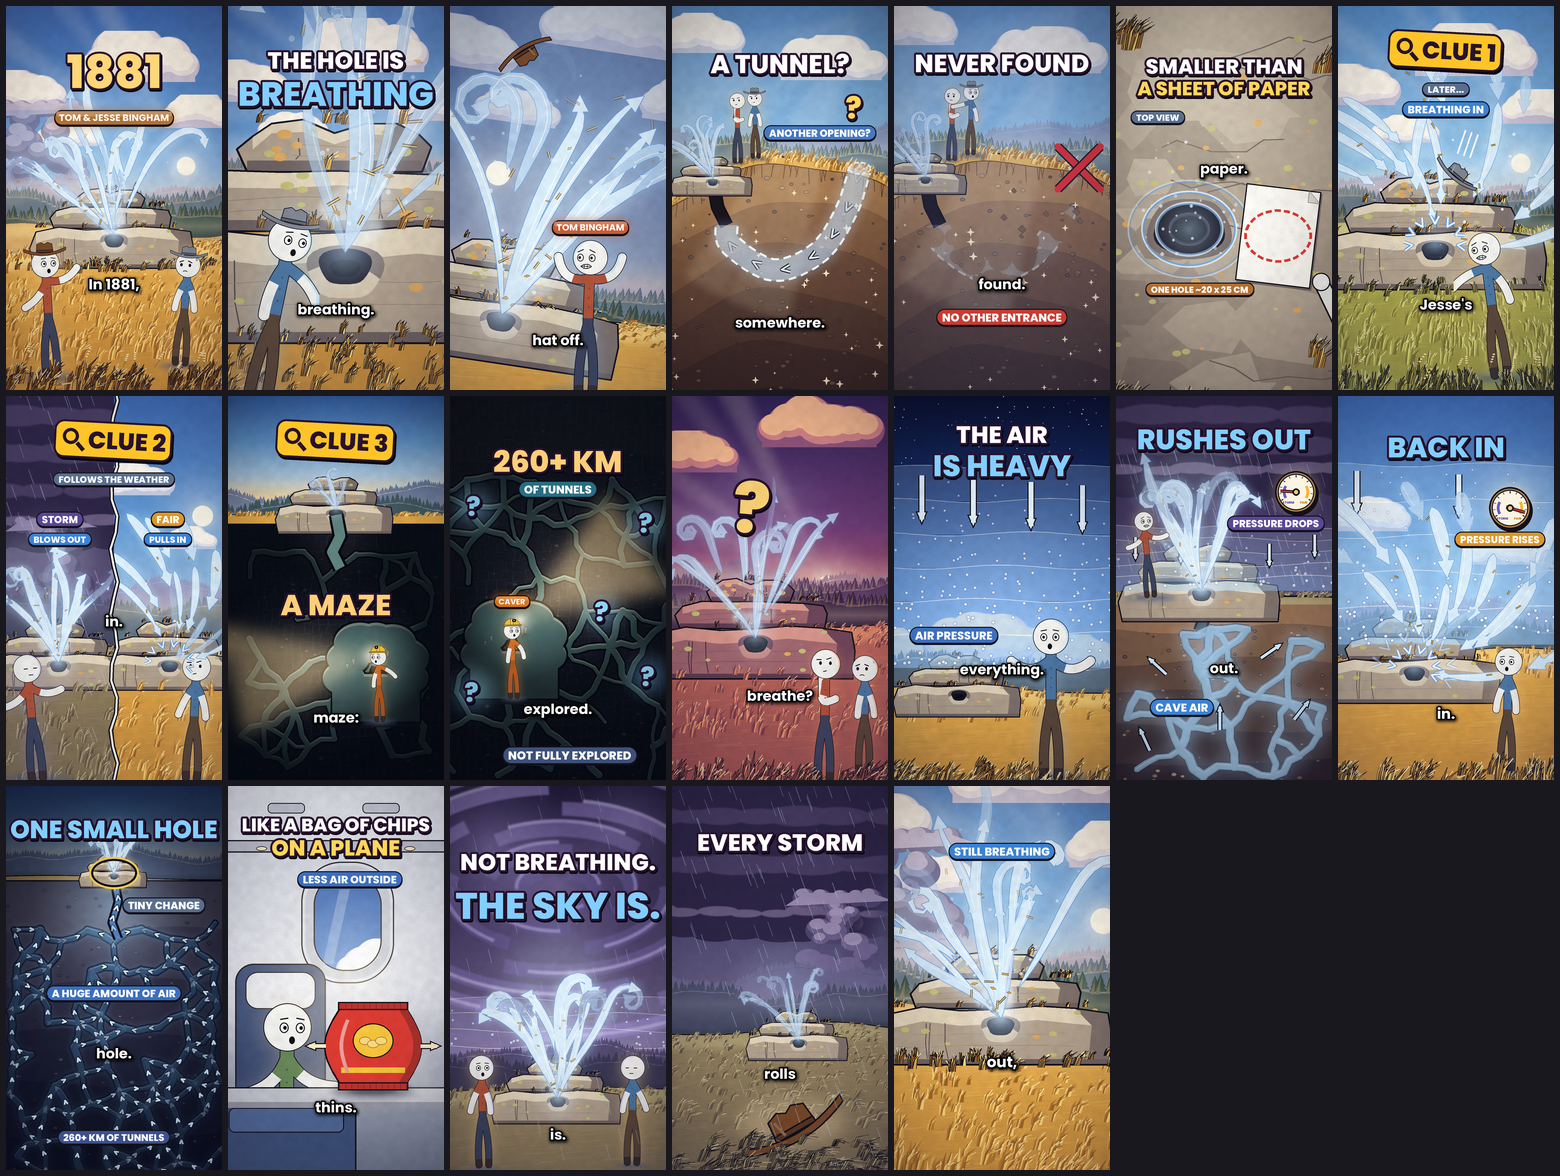 1881
TOM & JESSE BINGHAM
In 1881,
THE HOLE IS
BREATHING
breathing.
TOM BINGHAM
hat off.
A TUNNEL?
?
ANOTHER OPENING?
somewhere.
NEVER FOUND
found.
NO OTHER ENTRANCE
SMALLER THAN
A SHEET OF PAPER
TOP VIEW
paper.
ONE HOLE ~20 x 25 CM
CLUE 1
LATER...
BREATHING IN
Jesse's
CLUE 2
FOLLOWS THE WEATHER
STORM
FAIR
BLOWS OUT
PULLS IN
in.
CLUE 3
A MAZE
maze:
260+ KM
OF TUNNELS
?
?
CAVER
?
?
?
explored.
NOT FULLY EXPLORED
?
breathe?
THE AIR
IS HEAVY
AIR PRESSURE
everything.
RUSHES OUT
PRESSURE DROPS
out.
CAVE AIR
BACK IN
PRESSURE RISES
in.
ONE SMALL HOLE
TINY CHANGE
A HUGE AMOUNT OF AIR
hole.
260+ KM OF TUNNELS
LIKE A BAG OF CHIPS
ON A PLANE
LESS AIR OUTSIDE
thins.
NOT BREATHING.
THE SKY IS.
is.
EVERY STORM
rolls
STILL BREATHING
out,